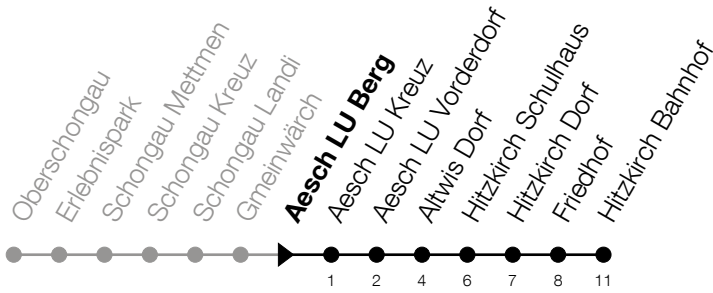 Oberschongau
Erlebnispark
Schongau Mettmen
Schongau Kreuz
Schongau Landi
Gmeinwärch
Aesch LU Berg
Aesch LU Kreuz
Aesch LU Vorderdorf
Altwis Dorf
Hitzkirch Schulhaus
Hitzkirch Dorf
Friedhof
Hitzkirch Bahnhof
1 2 4 6 7 8 11